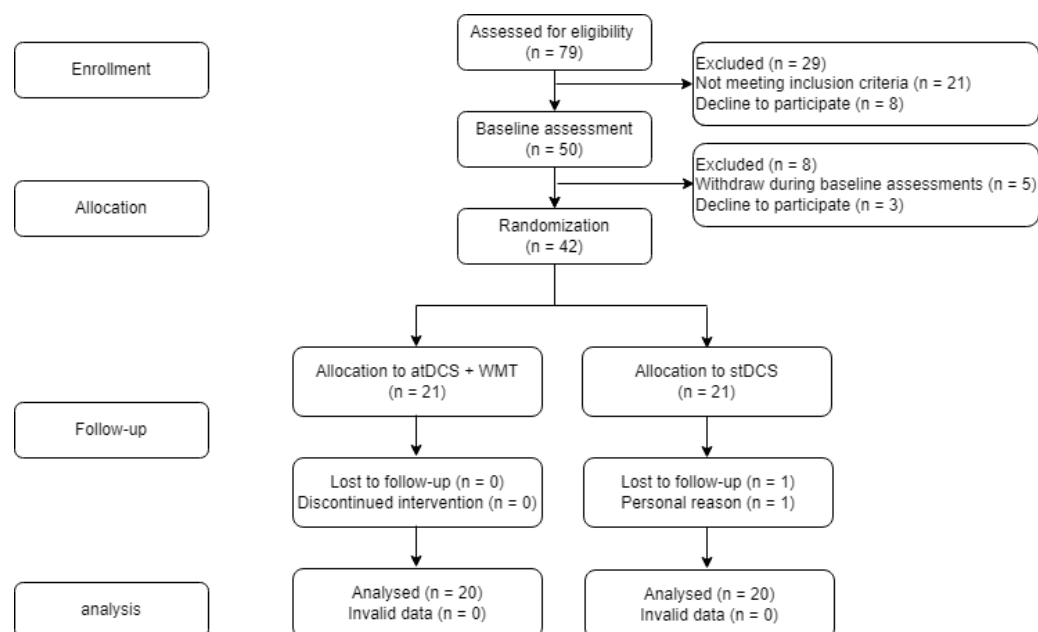 Assessed for eligibility
(n = 79)
Enrollment
Excluded (n = 29)
Not meeting inclusion criteria (n = 21)
Decline to participate (n = 8)
Baseline assessment
(n = 50)
Excluded (n = 8)
Withdraw during baseline assessments (n = 5)
Decline to participate (n = 3)
Allocation
Randomization
(n = 42)
Allocation to atDCS + WMT
(n = 21)
Allocation to stDCS
(n = 21)
Follow-up
Lost to follow-up (n = 0)
Discontinued intervention (n = 0)
Lost to follow-up (n = 1)
Personal reason (n = 1)
analysis
Analysed (n = 20)
Invalid data (n = 0)
Analysed (n = 20)
Invalid data (n = 0)